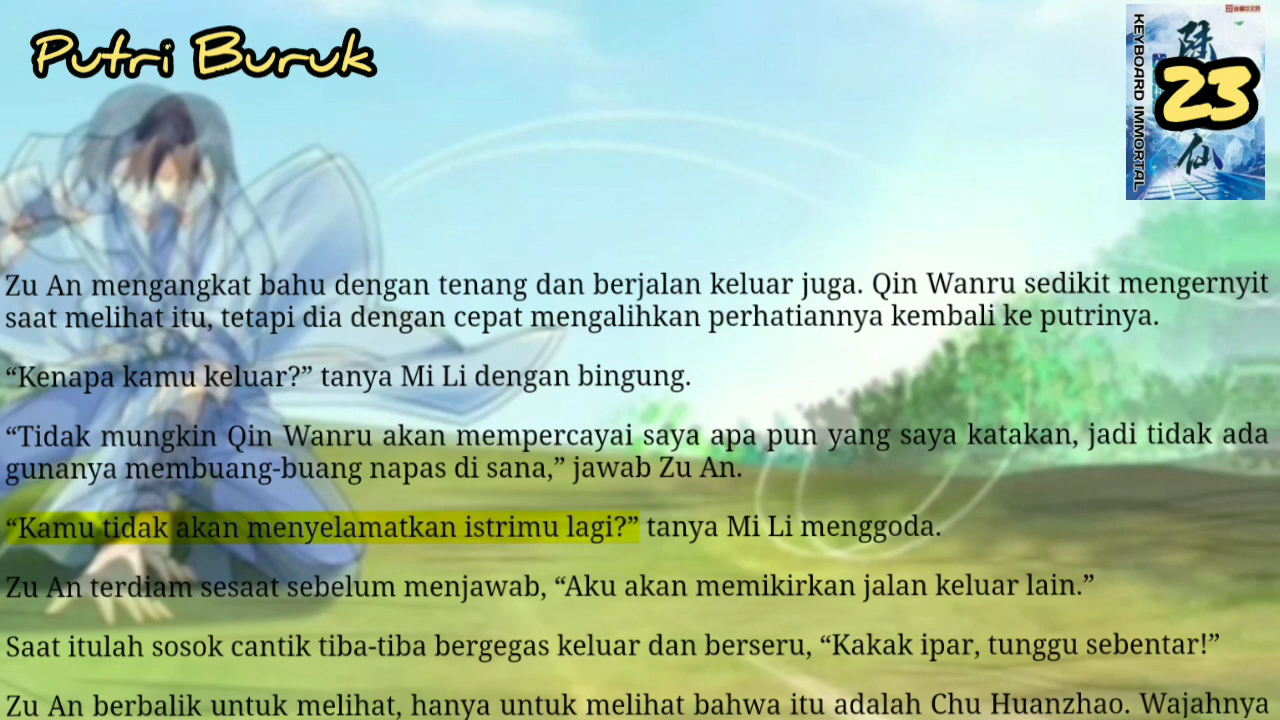 Putri Buruk
KEYBOARD IMMORTAL
陸
23
仙
Zu An mengangkat bahu dengan tenang dan berjalan keluar juga. Qin Wanru sedikit mengernyit
saat melihat itu, tetapi dia dengan cepat mengalihkan perhatiannya kembali ke putrinya.
“Kenapa kamu keluar?” tanya Mi Li dengan bingung.
“Tidak mungkin Qin Wanru akan mempercayai saya apa pun yang saya katakan, jadi tidak ada
gunanya membuang-buang napas di sana,” jawab Zu An.
“Kamu tidak akan menyelamatkan istrimu lagi?” tanya Mi Li menggoda.
Zu An terdiam sesaat sebelum menjawab, “Aku akan memikirkan jalan keluar lain.”
Saat itulah sosok cantik tiba-tiba bergegas keluar dan berseru, “Kakak ipar, tunggu sebentar!”
Zu An berbalik untuk melihat, hanya untuk melihat bahwa itu adalah Chu Huanzhao. Wajahnya